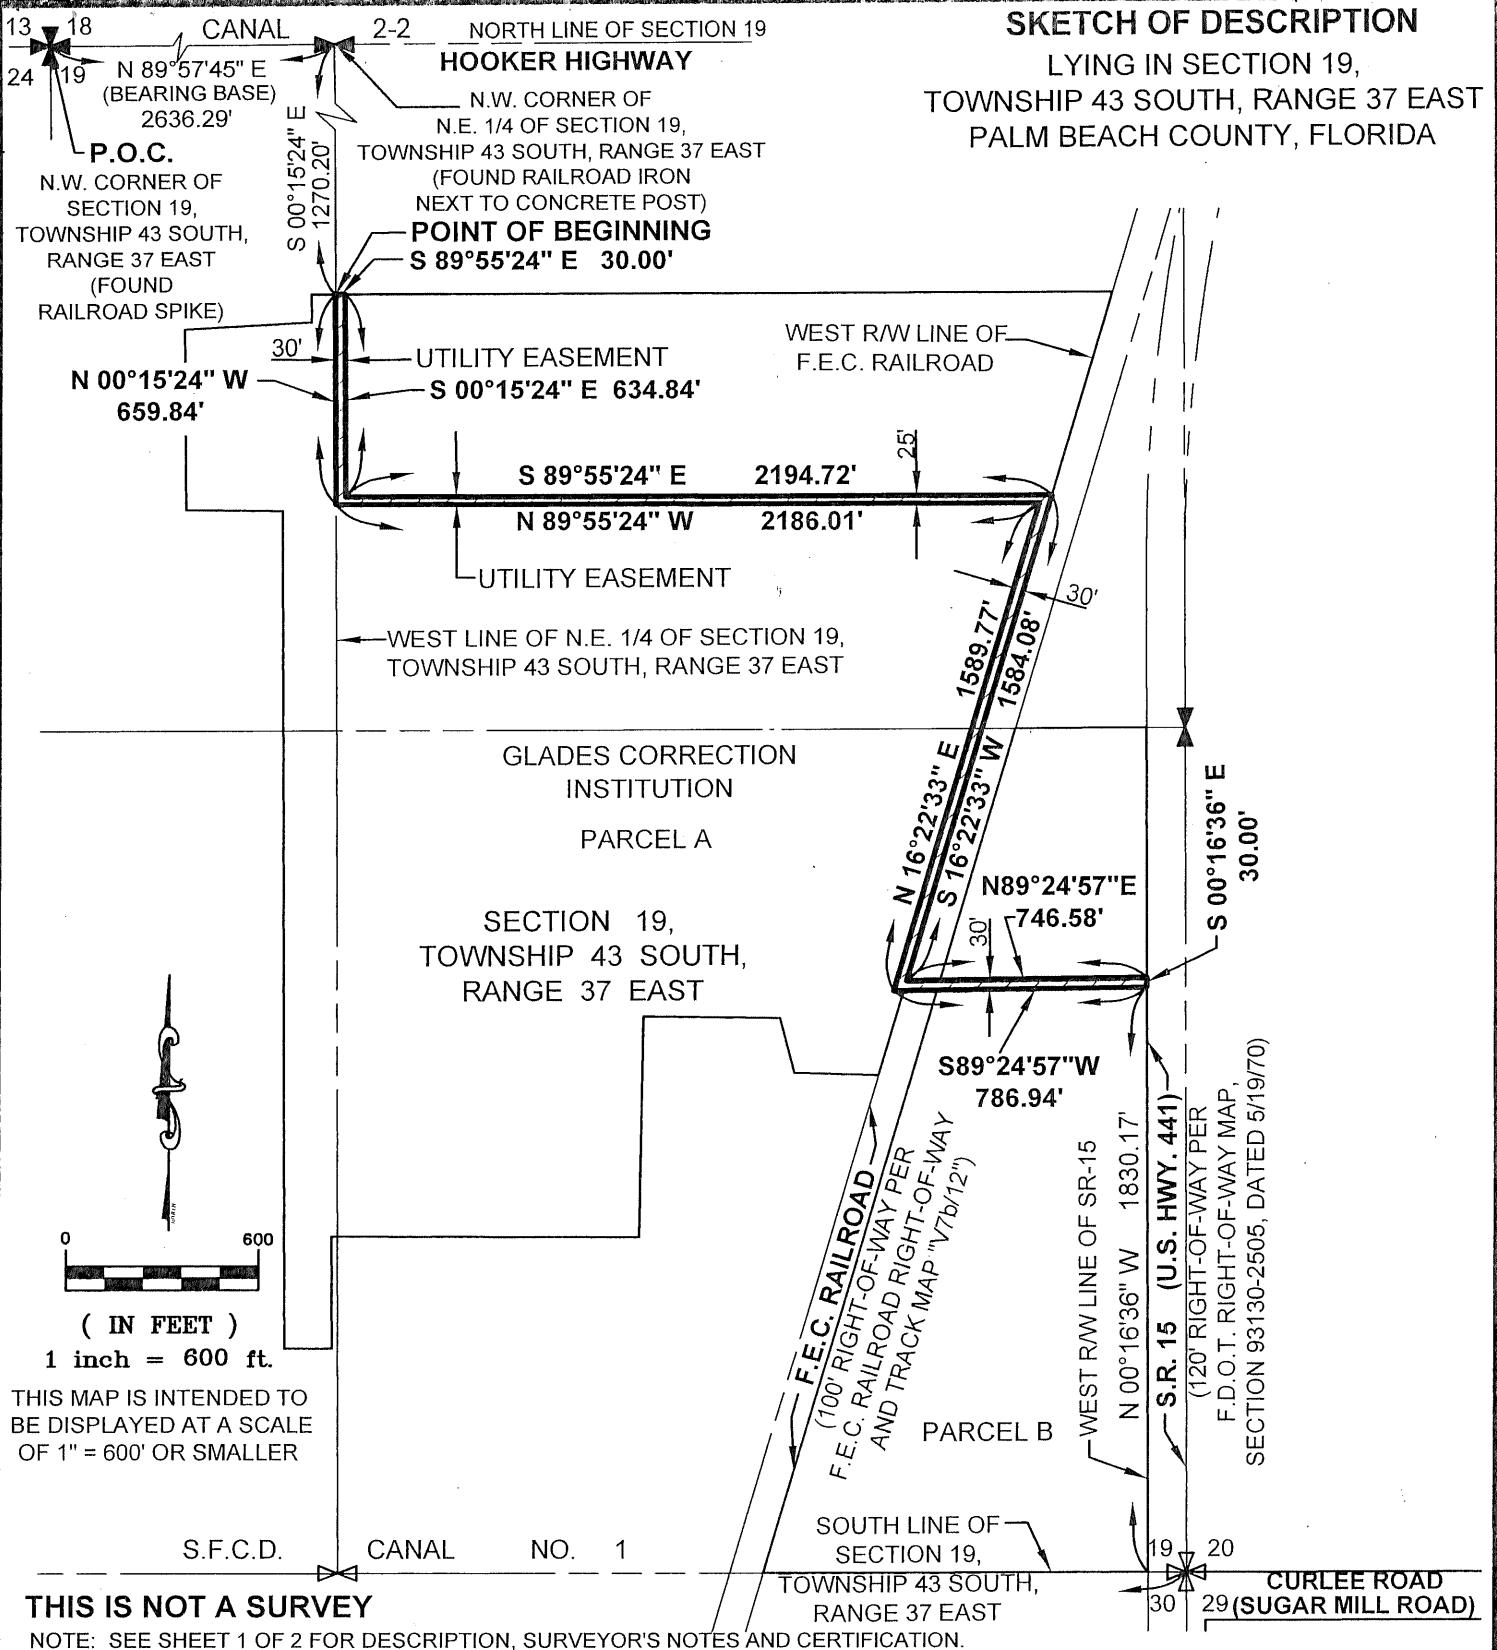 SKETCH OF DESCRIPTION
LYING IN SECTION 19,
TOWNSHIP 43 SOUTH, RANGE 37 EAST
PALM BEACH COUNTY, FLORIDA
13
18
24
19
CANAL
2-2
NORTH LINE OF SECTION 19
HOOKER HIGHWAY
N 89°57'45" E
(BEARING BASE)
2636.29'
P.O.C.
N.W. CORNER OF
SECTION 19,
TOWNSHIP 43 SOUTH,
RANGE 37 EAST
(FOUND
RAILROAD SPIKE)
S 00°15'24" E
1270.20'
N.W. CORNER OF
N.E. 1/4 OF SECTION 19,
TOWNSHIP 43 SOUTH, RANGE 37 EAST
(FOUND RAILROAD IRON
NEXT TO CONCRETE POST)
POINT OF BEGINNING
S 89°55'24" E 30.00'
30'
UTILITY EASEMENT
S 00°15'24" E 634.84'
N 00°15'24" W
659.84'
WEST R/W LINE OF
F.E.C. RAILROAD
25'
S 89°55'24" E 2194.72'
N 89°55'24" W 2186.01'
UTILITY EASEMENT
30'
WEST LINE OF N.E. 1/4 OF SECTION 19,
TOWNSHIP 43 SOUTH, RANGE 37 EAST
N 16°22'33" E 1589.77'
S 16°22'33" W 1584.08'
GLADES CORRECTION
INSTITUTION
PARCEL A
SECTION 19,
TOWNSHIP 43 SOUTH,
RANGE 37 EAST
S 00°16'36" E
30.00'
N89°24'57"E
746.58'
30'
S89°24'57"W
786.94'
F.E.C. RAILROAD
(100' RIGHT-OF-WAY PER
F.E.C. RAILROAD RIGHT-OF-WAY
AND TRACK MAP "V7b/12")
PARCEL B
WEST R/W LINE OF SR-15
N 00°16'36" W 1830.17'
S.R. 15 (U.S. HWY. 441)
(120' RIGHT-OF-WAY PER
F.D.O.T. RIGHT-OF-WAY MAP,
SECTION 93130-2505, DATED 5/19/70)
NORTH
0
600
( IN FEET )
1 inch = 600 ft.
THIS MAP IS INTENDED TO
BE DISPLAYED AT A SCALE
OF 1" = 600' OR SMALLER
S.F.C.D. CANAL NO. 1
SOUTH LINE OF
SECTION 19,
TOWNSHIP 43 SOUTH,
RANGE 37 EAST
19
20
30
29
CURLEE ROAD
(SUGAR MILL ROAD)
THIS IS NOT A SURVEY
NOTE: SEE SHEET 1 OF 2 FOR DESCRIPTION, SURVEYOR'S NOTES AND CERTIFICATION.